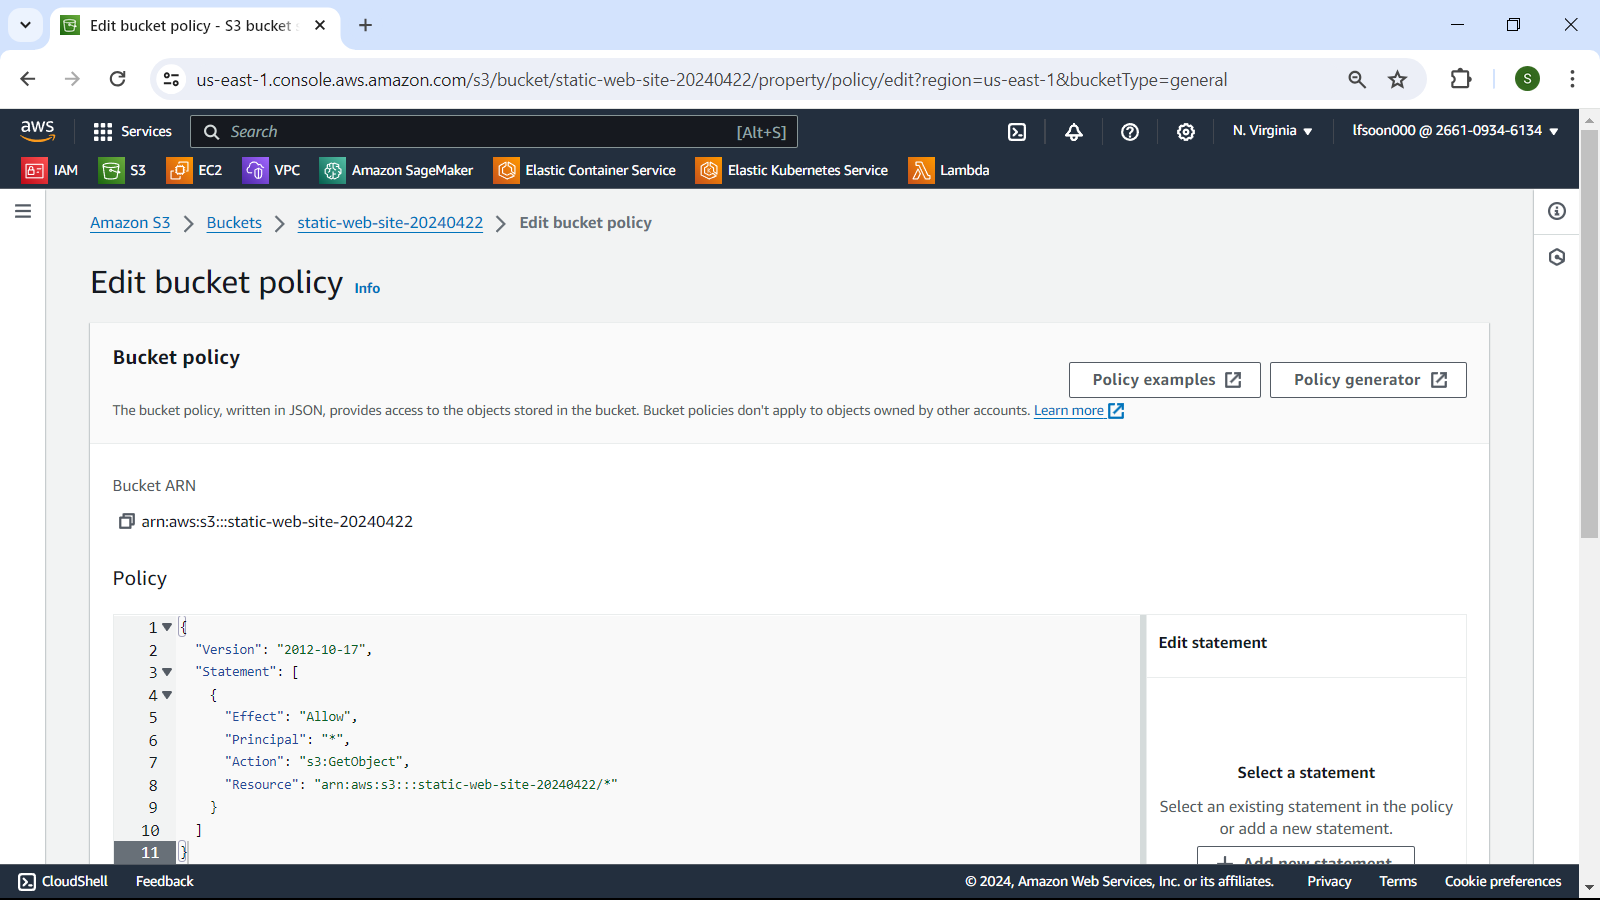 Edit bucket policy - S3 bucket
us-east-1.console.aws.amazon.com/s3/bucket/static-web-site-20240422/property/policy/edit?region=us-east-1&bucketType=general
S
aws
Services
Search
[Alt+S]
N. Virginia
lfsoon000 @ 2661-0934-6134
IAM
S3
EC2
VPC
Amazon SageMaker
Elastic Container Service
Elastic Kubernetes Service
Lambda
Amazon S3
Buckets
static-web-site-20240422
Edit bucket policy
Edit bucket policy Info
Bucket policy
Policy examples
Policy generator
The bucket policy, written in JSON, provides access to the objects stored in the bucket. Bucket policies don't apply to objects owned by other accounts. Learn more
Bucket ARN
arn:aws:s3:::static-web-site-20240422
Policy
1 {
2 "Version": "2012-10-17",
3 "Statement": [
4 {
5 "Effect": "Allow",
6 "Principal": "*",
7 "Action": "s3:GetObject",
8 "Resource": "arn:aws:s3:::static-web-site-20240422/*"
9 }
10 ]
11 }
Edit statement
Select a statement
Select an existing statement in the policy
or add a new statement.
Add new statement
CloudShell
Feedback
© 2024, Amazon Web Services, Inc. or its affiliates.
Privacy
Terms
Cookie preferences